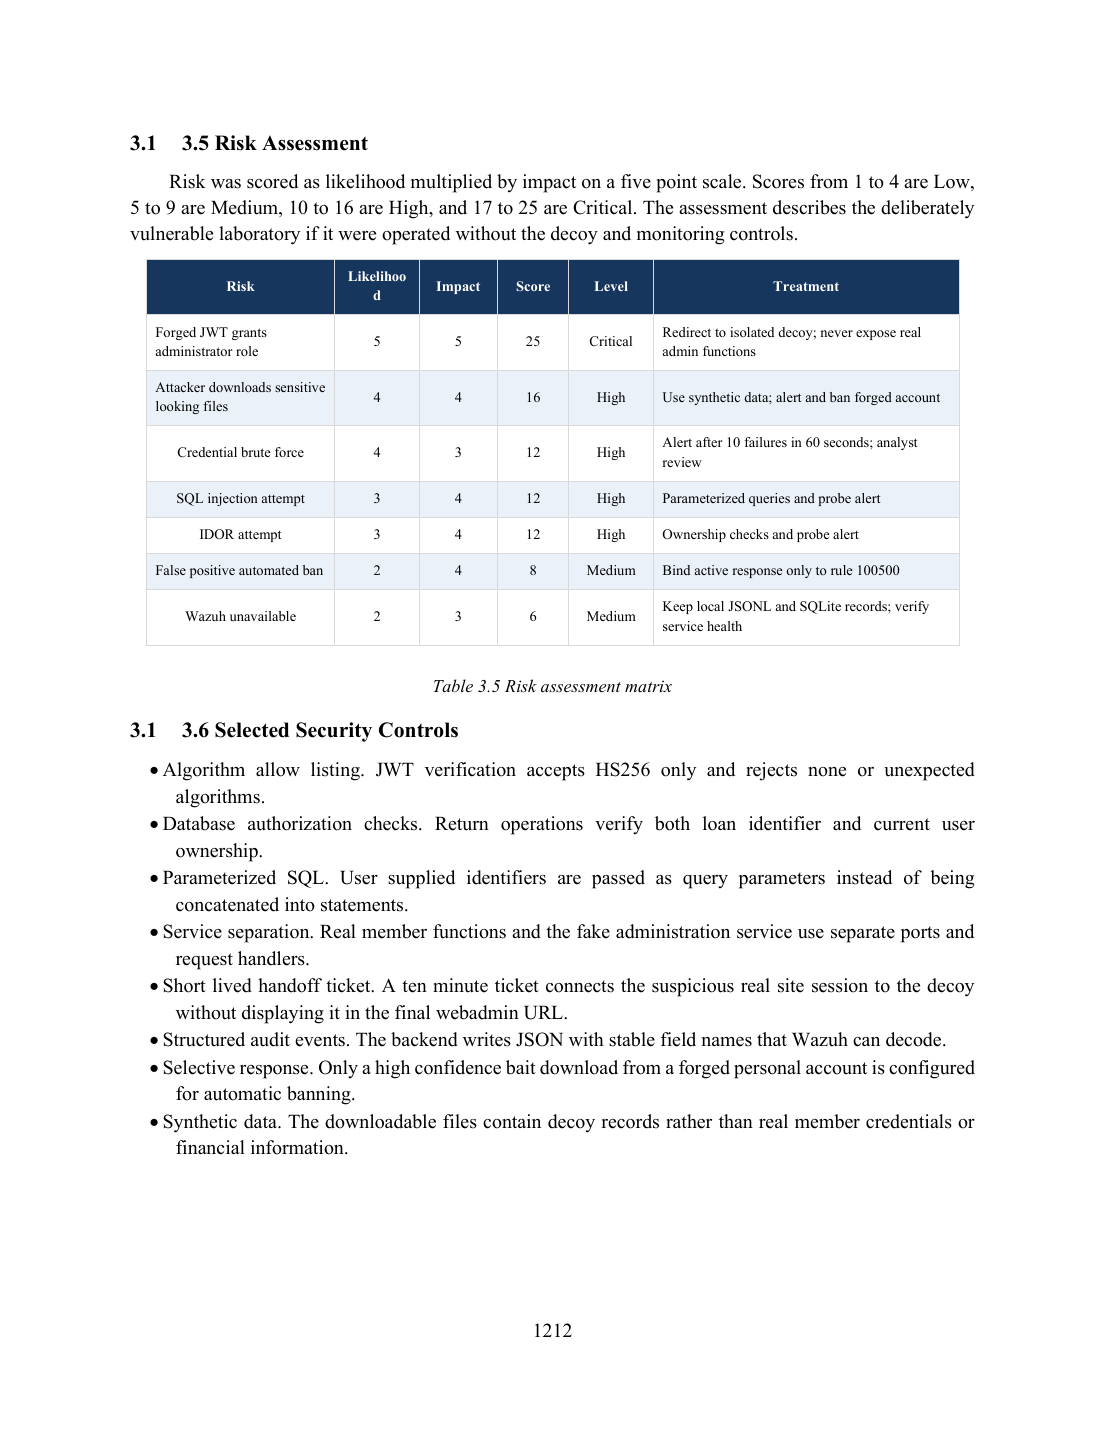 3.1 3.5 Risk Assessment
Risk was scored as likelihood multiplied by impact on a five point scale. Scores from 1 to 4 are Low,
5 to 9 are Medium, 10 to 16 are High, and 17 to 25 are Critical. The assessment describes the deliberately
vulnerable laboratory if it were operated without the decoy and monitoring controls.
Risk
Likelihoo
d
Impact
Score
Level
Treatment
Forged JWT grants
administrator role
5
5
25
Critical
Redirect to isolated decoy; never expose real
admin functions
Attacker downloads sensitive
looking files
4
4
16
High
Use synthetic data; alert and ban forged account
Credential brute force
4
3
12
High
Alert after 10 failures in 60 seconds; analyst
review
SQL injection attempt
3
4
12
High
Parameterized queries and probe alert
IDOR attempt
3
4
12
High
Ownership checks and probe alert
False positive automated ban
2
4
8
Medium
Bind active response only to rule 100500
Wazuh unavailable
2
3
6
Medium
Keep local JSONL and SQLite records; verify
service health
Table 3.5 Risk assessment matrix
3.1 3.6 Selected Security Controls
• Algorithm allow listing. JWT verification accepts HS256 only and rejects none or unexpected
algorithms.
• Database authorization checks. Return operations verify both loan identifier and current user
ownership.
• Parameterized SQL. User supplied identifiers are passed as query parameters instead of being
concatenated into statements.
• Service separation. Real member functions and the fake administration service use separate ports and
request handlers.
• Short lived handoff ticket. A ten minute ticket connects the suspicious real site session to the decoy
without displaying it in the final webadmin URL.
• Structured audit events. The backend writes JSON with stable field names that Wazuh can decode.
• Selective response. Only a high confidence bait download from a forged personal account is configured
for automatic banning.
• Synthetic data. The downloadable files contain decoy records rather than real member credentials or
financial information.
1212